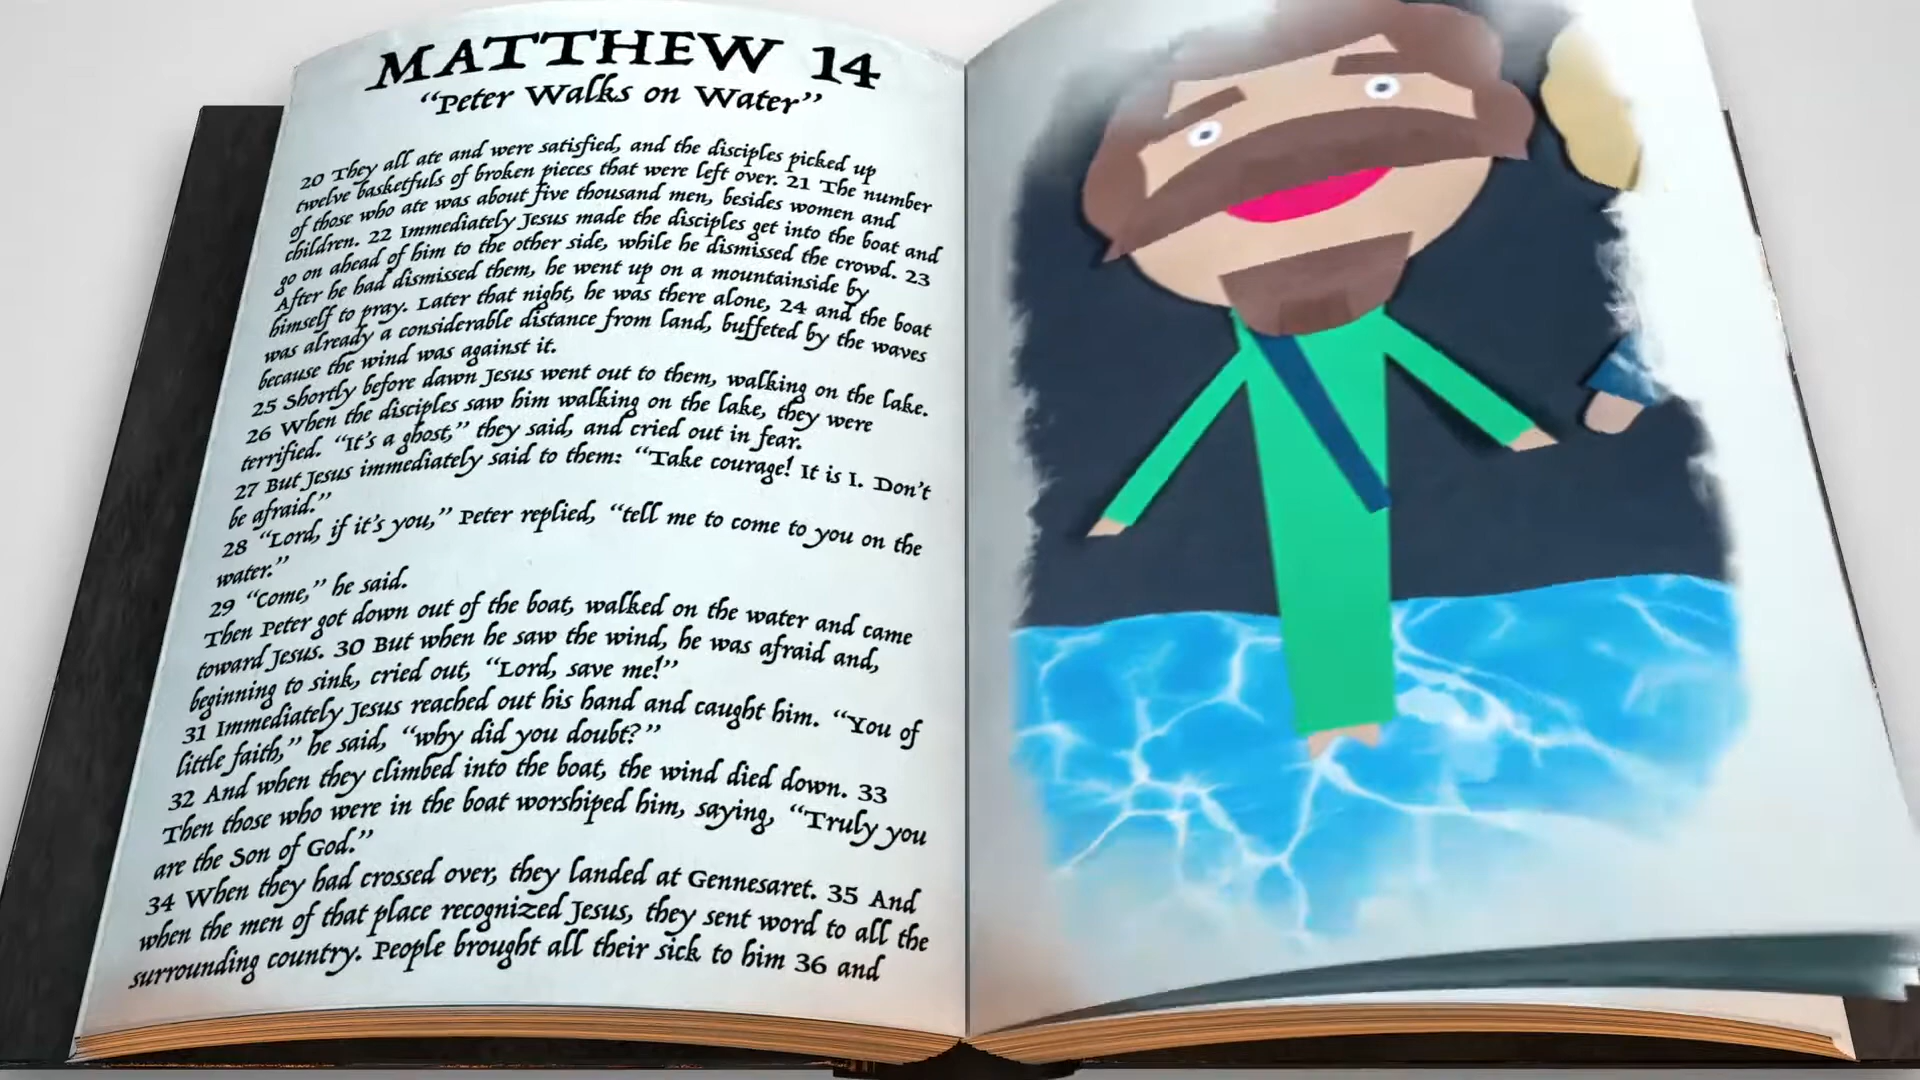 MATTHEW 14
“Peter Walks on Water”
20 They all ate and were satisfied, and the disciples picked up
twelve basketfuls of broken pieces that were left over. 21 The number
of those who ate was about five thousand men, besides women and
children. 22 Immediately Jesus made the disciples get into the boat and
go on ahead of him to the other side, while he dismissed the crowd. 23
After he had dismissed them, he went up on a mountainside by
himself to pray. Later that night, he was there alone, 24 and the boat
was already a considerable distance from land, buffeted by the waves
because the wind was against it.
25 Shortly before dawn Jesus went out to them, walking on the lake.
26 When the disciples saw him walking on the lake, they were
terrified. “It’s a ghost,” they said, and cried out in fear.
27 But Jesus immediately said to them: “Take courage! It is I. Don’t
be afraid.”
28 “Lord, if it’s you,” Peter replied, “tell me to come to you on the
water.”
29 “Come,” he said.
Then Peter got down out of the boat, walked on the water and came
toward Jesus. 30 But when he saw the wind, he was afraid and,
beginning to sink, cried out, “Lord, save me!”
31 Immediately Jesus reached out his hand and caught him. “You of
little faith,” he said, “why did you doubt?”
32 And when they climbed into the boat, the wind died down. 33
Then those who were in the boat worshiped him, saying, “Truly you
are the Son of God.”
34 When they had crossed over, they landed at Gennesaret. 35 And
when the men of that place recognized Jesus, they sent word to all the
surrounding country. People brought all their sick to him 36 and